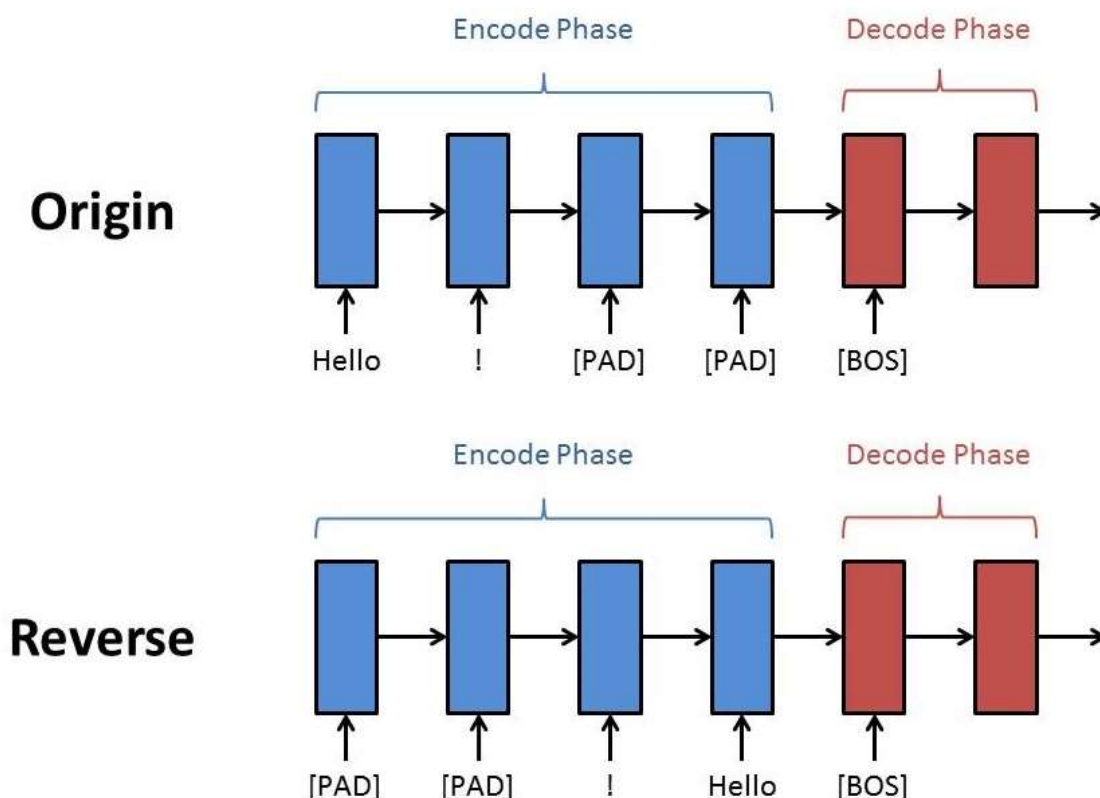 Encode Phase Decode Phase
Origin
Hello ! [PAD] [PAD] [BOS]
Encode Phase Decode Phase
Reverse
[PAD] [PAD] ! Hello [BOS]